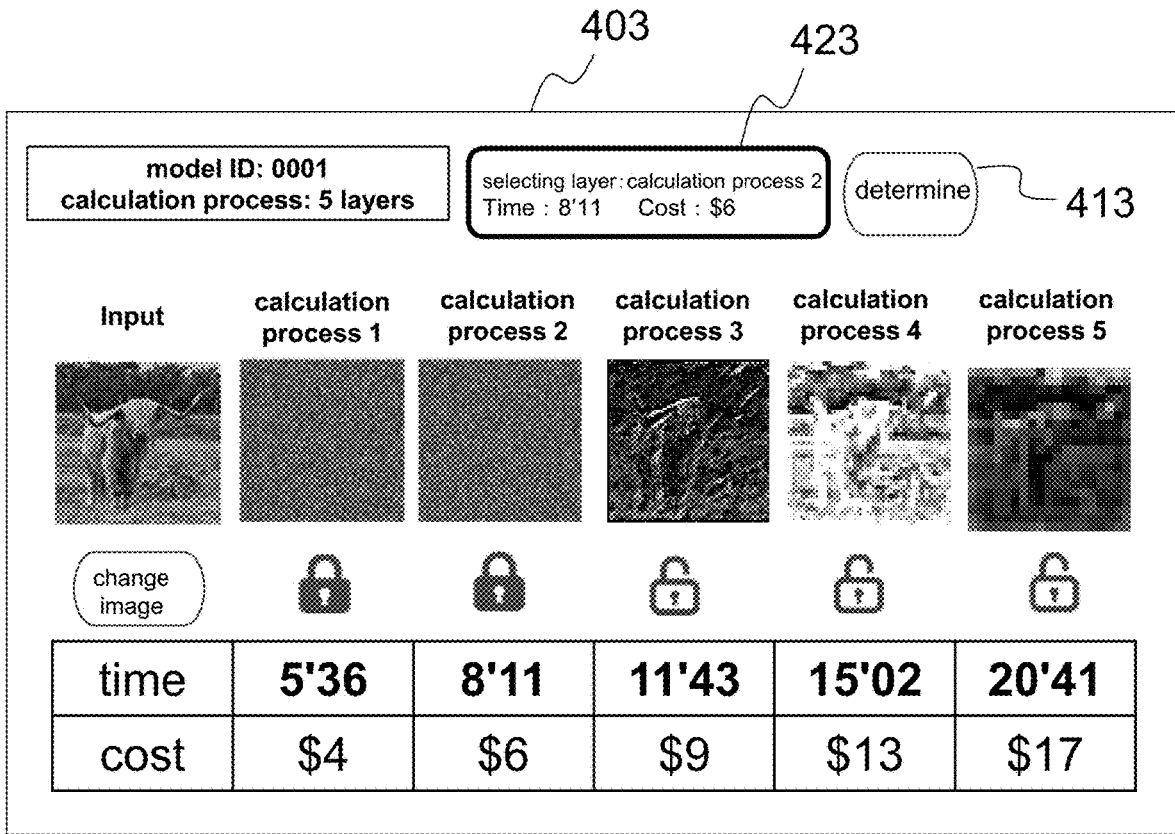 403
423
model ID: 0001
calculation process: 5 layers
selecting layer: calculation process 2
Time : 8'11 Cost : $6
determine
413
Input
calculation process 1
calculation process 2
calculation process 3
calculation process 4
calculation process 5
change
image
time 5'36 8'11 11'43 15'02 20'41
cost $4 $6 $9 $13 $17